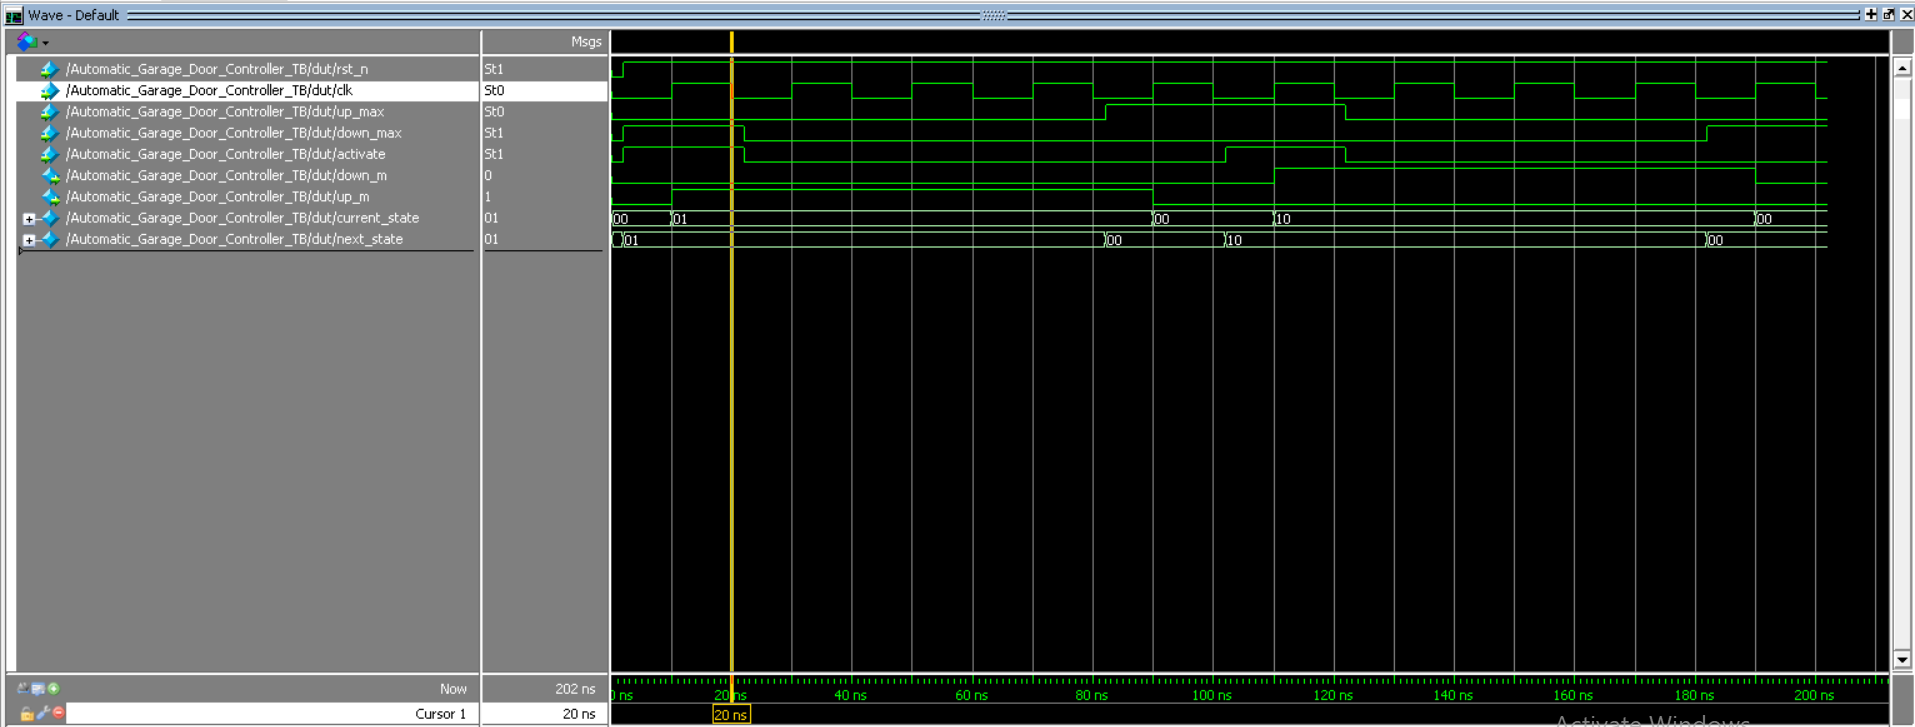 Wave - Default
Msgs
/Automatic_Garage_Door_Controller_TB/dut/rst_n St1
/Automatic_Garage_Door_Controller_TB/dut/clk St0
/Automatic_Garage_Door_Controller_TB/dut/up_max St0
/Automatic_Garage_Door_Controller_TB/dut/down_max St1
/Automatic_Garage_Door_Controller_TB/dut/activate St1
/Automatic_Garage_Door_Controller_TB/dut/down_m 0
/Automatic_Garage_Door_Controller_TB/dut/up_m 1
/Automatic_Garage_Door_Controller_TB/dut/current_state 01 00 01 00 10 00
/Automatic_Garage_Door_Controller_TB/dut/next_state 01 01 00 10 00
Now 202 ns 0 ns 20 ns 40 ns 60 ns 80 ns 100 ns 120 ns 140 ns 160 ns 180 ns 200 ns
Cursor 1 20 ns 20 ns
Activate Windows